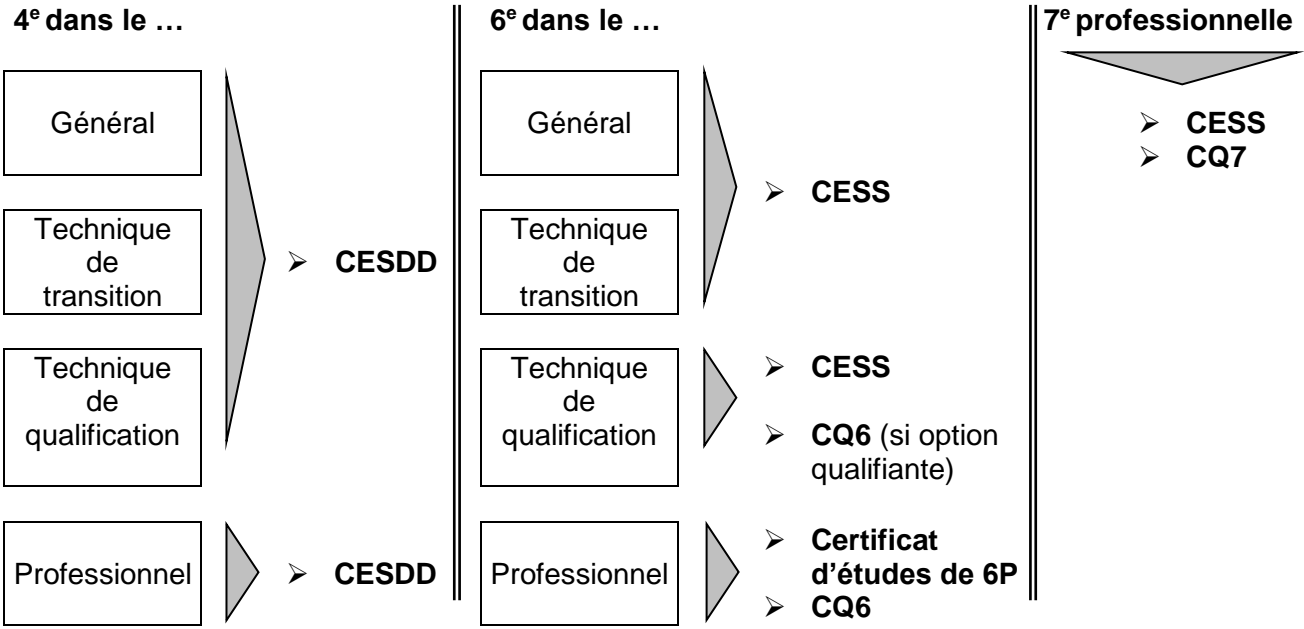 4e dans le …
Général
Technique
de
transition
Technique
de
qualification
➢ CESDD
Professionnel
➢ CESDD
6e dans le …
Général
Technique
de
transition
➢ CESS
Technique
de
qualification
➢ CESS
➢ CQ6 (si option
qualifiante)
Professionnel
➢ Certificat
d’études de 6P
➢ CQ6
7e professionnelle
➢ CESS
➢ CQ7